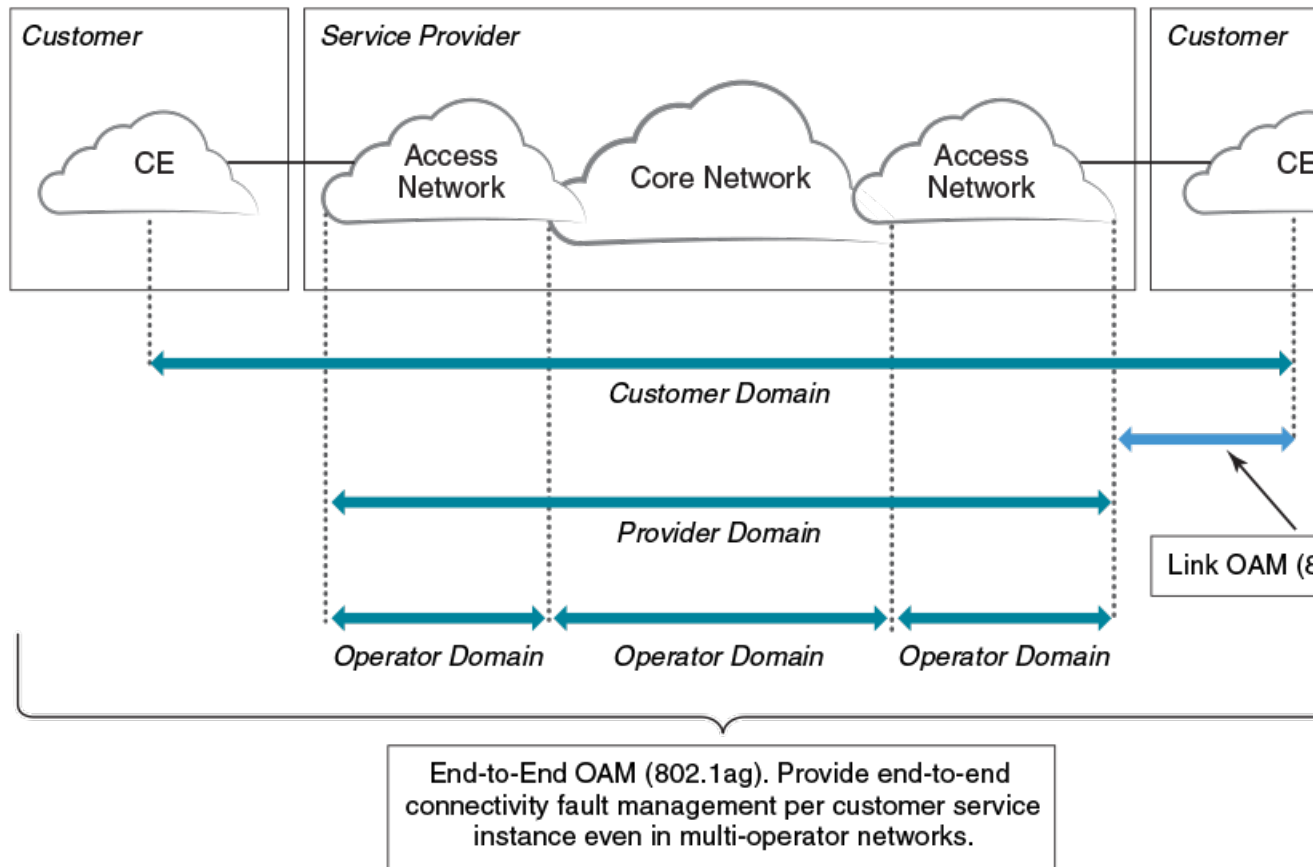 Customer
Service Provider
Customer
CE
Access
Network
Core Network
Access
Network
CE
Customer Domain
Provider Domain
Link OAM (8
Operator Domain
Operator Domain
Operator Domain
End-to-End OAM (802.1ag). Provide end-to-end
connectivity fault management per customer service
instance even in multi-operator networks.